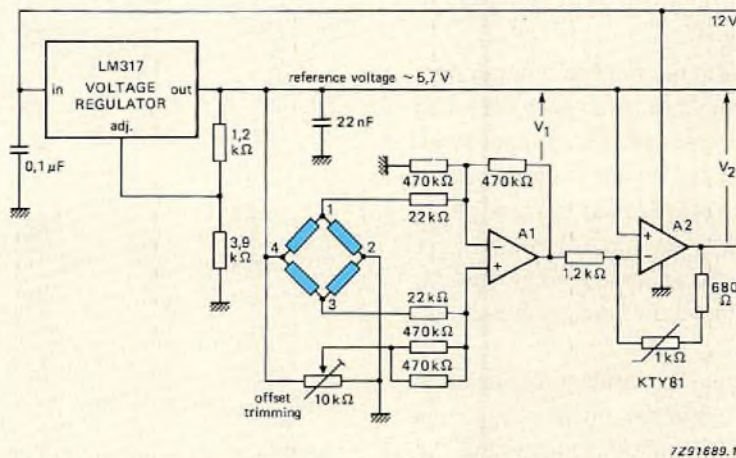 12 V
LM317
VOLTAGE
REGULATOR
in
out
adj.
reference voltage ~ 5,7 V
0,1 µF
1,2
kΩ
3,9
kΩ
22 nF
V1
V2
470 kΩ
470 kΩ
22 kΩ
1
2
3
4
−
+
A1
1,2 kΩ
+
−
A2
680
Ω
22 kΩ
470 kΩ
470 kΩ
1 kΩ
KTY81
offset
trimming
10 kΩ
7Z91689.1